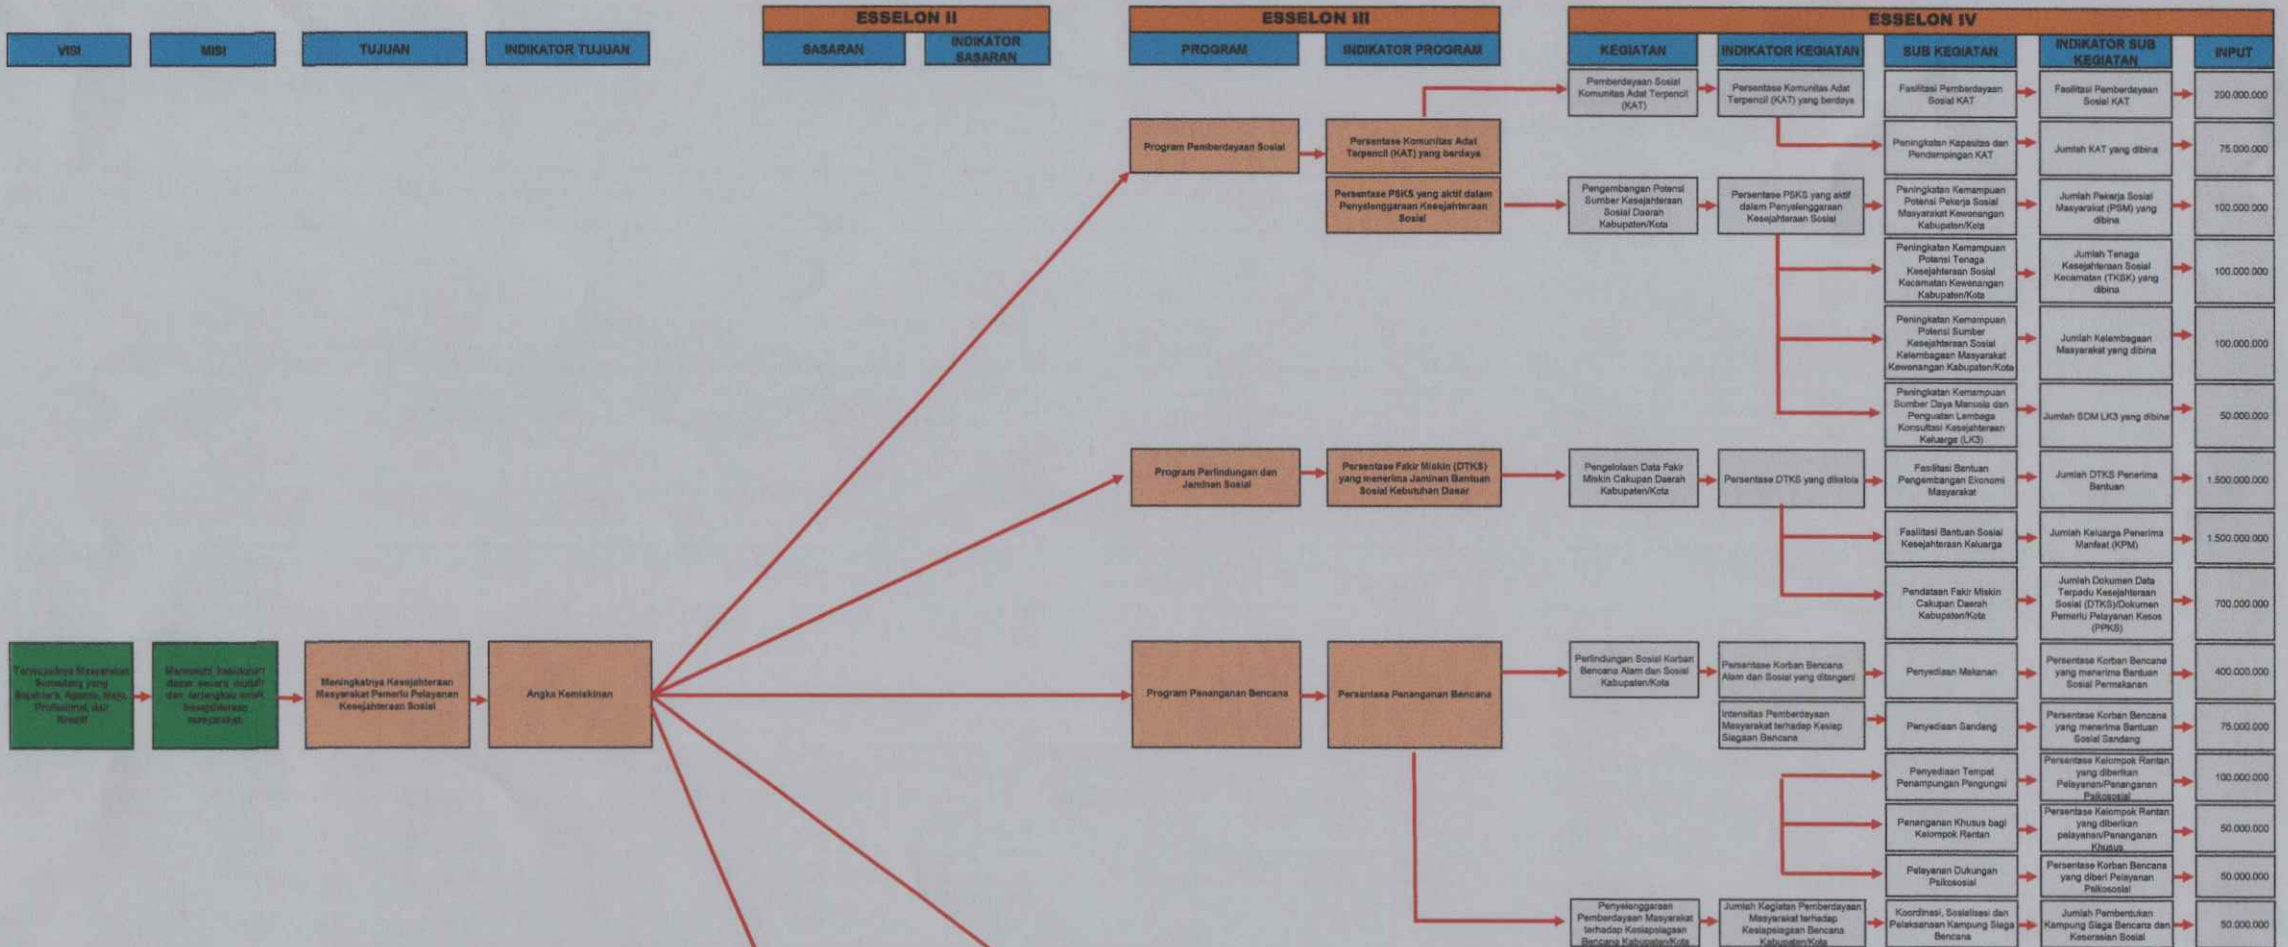 ESSELON II
ESSELON III
ESSELON IV
VISI
MISI
TUJUAN
INDIKATOR TUJUAN
SASARAN
INDIKATOR
SASARAN
PROGRAM
INDIKATOR PROGRAM
KEGIATAN
INDIKATOR KEGIATAN
SUB KEGIATAN
INDIKATOR SUB
KEGIATAN
INPUT
Terwujudnya Masyarakat
Sumedang yang
Sejahtera, Agamis, Maju,
Profesional, dan
Kreatif
Memenuhi kebutuhan
dasar secara mudah
dan terjangkau untuk
kesejahteraan
masyarakat
Meningkatnya Kesejahteraan
Masyarakat Pemerlu Pelayanan
Kesejahteraan Sosial
Angka Kemiskinan
Program Pemberdayaan Sosial
Persentase Komunitas Adat
Terpencil (KAT) yang berdaya
Pemberdayaan Sosial
Komunitas Adat Terpencil
(KAT)
Persentase Komunitas Adat
Terpencil (KAT) yang berdaya
Fasilitasi Pemberdayaan
Sosial KAT
Fasilitasi Pemberdayaan
Sosial KAT
200.000.000
Peningkatan Kapasitas dan
Pendampingan KAT
Jumlah KAT yang dibina
75.000.000
Persentase PSKS yang aktif dalam
Penyelenggaraan Kesejahteraan
Sosial
Pengembangan Potensi
Sumber Kesejahteraan
Sosial Daerah
Kabupaten/Kota
Persentase PSKS yang aktif
dalam Penyelenggaraan
Kesejahteraan Sosial
Peningkatan Kemampuan
Potensi Pekerja Sosial
Masyarakat Kewenangan
Kabupaten/Kota
Jumlah Pekerja Sosial
Masyarakat (PSM) yang
dibina
100.000.000
Peningkatan Kemampuan
Potensi Tenaga
Kesejahteraan Sosial
Kecamatan Kewenangan
Kabupaten/Kota
Jumlah Tenaga
Kesejahteraan Sosial
Kecamatan (TKSK) yang
dibina
100.000.000
Peningkatan Kemampuan
Potensi Sumber
Kesejahteraan Sosial
Kelembagaan Masyarakat
Kewenangan Kabupaten/Kota
Jumlah Kelembagaan
Masyarakat yang dibina
100.000.000
Peningkatan Kemampuan
Sumber Daya Manusia dan
Penguatan Lembaga
Konsultasi Kesejahteraan
Keluarga (LK3)
Jumlah SDM LK3 yang dibina
50.000.000
Program Perlindungan dan
Jaminan Sosial
Persentase Fakir Miskin (DTKS)
yang menerima Jaminan Bantuan
Sosial Kebutuhan Dasar
Pengelolaan Data Fakir
Miskin Cakupan Daerah
Kabupaten/Kota
Persentase DTKS yang dikelola
Fasilitasi Bantuan
Pengembangan Ekonomi
Masyarakat
Jumlah DTKS Penerima
Bantuan
1.500.000.000
Fasilitasi Bantuan Sosial
Kesejahteraan Keluarga
Jumlah Keluarga Penerima
Manfaat (KPM)
1.500.000.000
Pendataan Fakir Miskin
Cakupan Daerah
Kabupaten/Kota
Jumlah Dokumen Data
Terpadu Kesejahteraan
Sosial (DTKS)/Dokumen
Pemerlu Pelayanan Kesos
(PPKS)
700.000.000
Program Penanganan Bencana
Persentase Penanganan Bencana
Perlindungan Sosial Korban
Bencana Alam dan Sosial
Kabupaten/Kota
Persentase Korban Bencana
Alam dan Sosial yang ditangani
Penyediaan Makanan
Persentase Korban Bencana
yang menerima Bantuan
Sosial Permakanan
400.000.000
Intensitas Pemberdayaan
Masyarakat terhadap Kesiap
Siagaan Bencana
Penyediaan Sandang
Persentase Korban Bencana
yang menerima Bantuan
Sosial Sandang
75.000.000
Penyediaan Tempat
Penampungan Pengungsi
Persentase Kelompok Rentan
yang diberikan
Pelayanan/Penanganan
Psikososial
100.000.000
Penanganan Khusus bagi
Kelompok Rentan
Persentase Kelompok Rentan
yang diberikan
pelayanan/Penanganan
Khusus
50.000.000
Pelayanan Dukungan
Psikososial
Persentase Korban Bencana
yang diberi Pelayanan
Psikososial
50.000.000
Penyelenggaraan
Pemberdayaan Masyarakat
terhadap Kesiapsiagaan
Bencana Kabupaten/Kota
Jumlah Kegiatan Pemberdayaan
Masyarakat terhadap
Kesiapsiagaan Bencana
Kabupaten/Kota
Koordinasi, Sosialisasi dan
Pelaksanaan Kampung Siaga
Bencana
Jumlah Pembentukan
Kampung Siaga Bencana dan
Keserasian Sosial
50.000.000